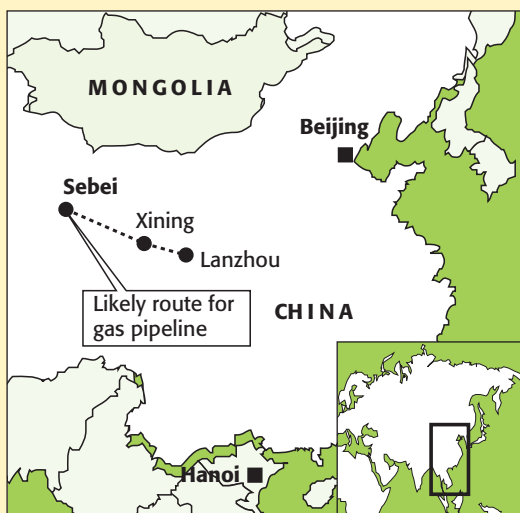 MONGOLIA
Beijing
Sebei
Xining
Lanzhou
Likely route for
gas pipeline
CHINA
Hanoi